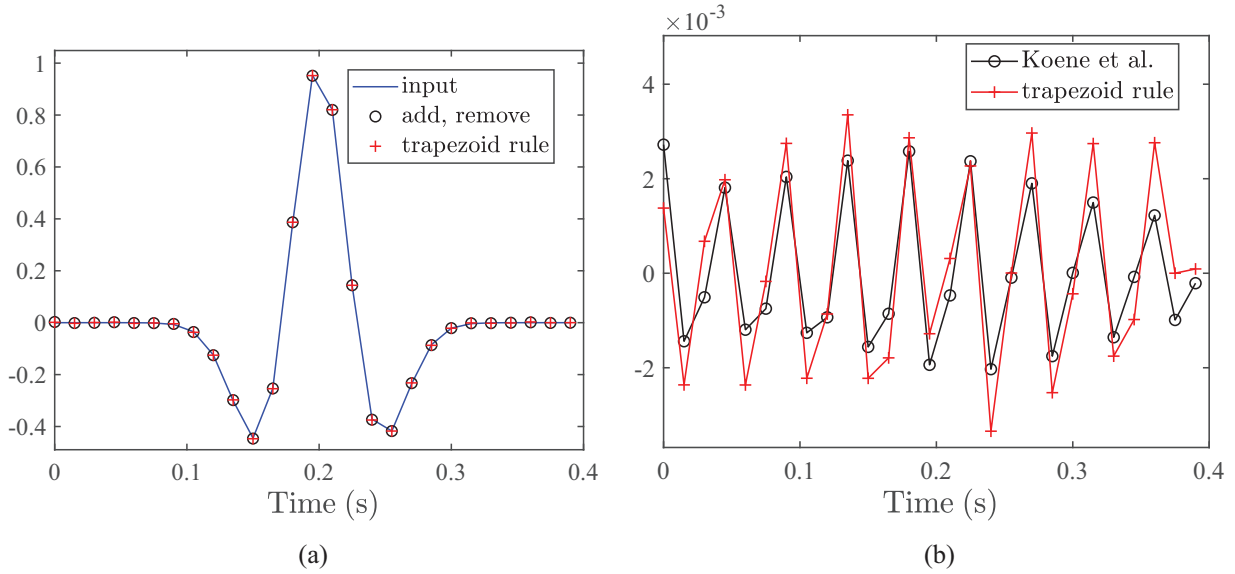 1
0.8
0.6
0.4
0.2
0
-0.2
-0.4
0 0.1 0.2 0.3 0.4
Time (s)
input
add, remove
trapezoid rule
(a)
×10⁻³
4
2
0
-2
0 0.1 0.2 0.3 0.4
Time (s)
Koene et al.
trapezoid rule
(b)